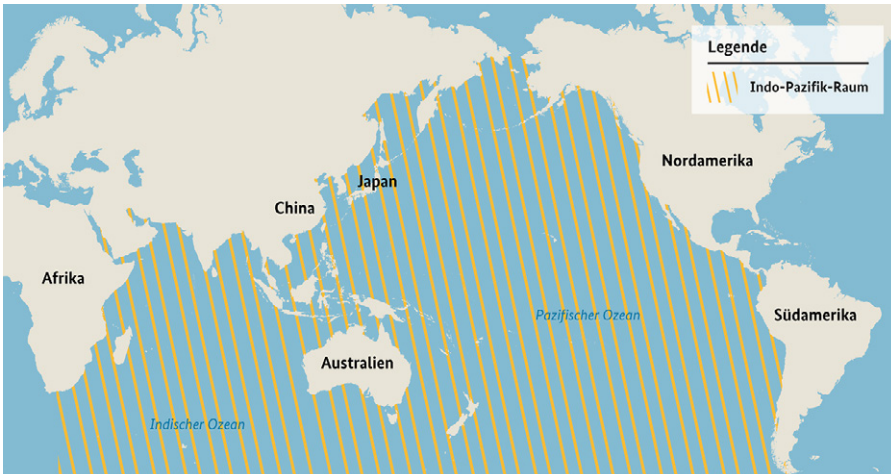 Legende
Indo-Pazifik-Raum
Nordamerika
Japan
China
Afrika
Pazifischer Ozean
Südamerika
Australien
Indischer Ozean